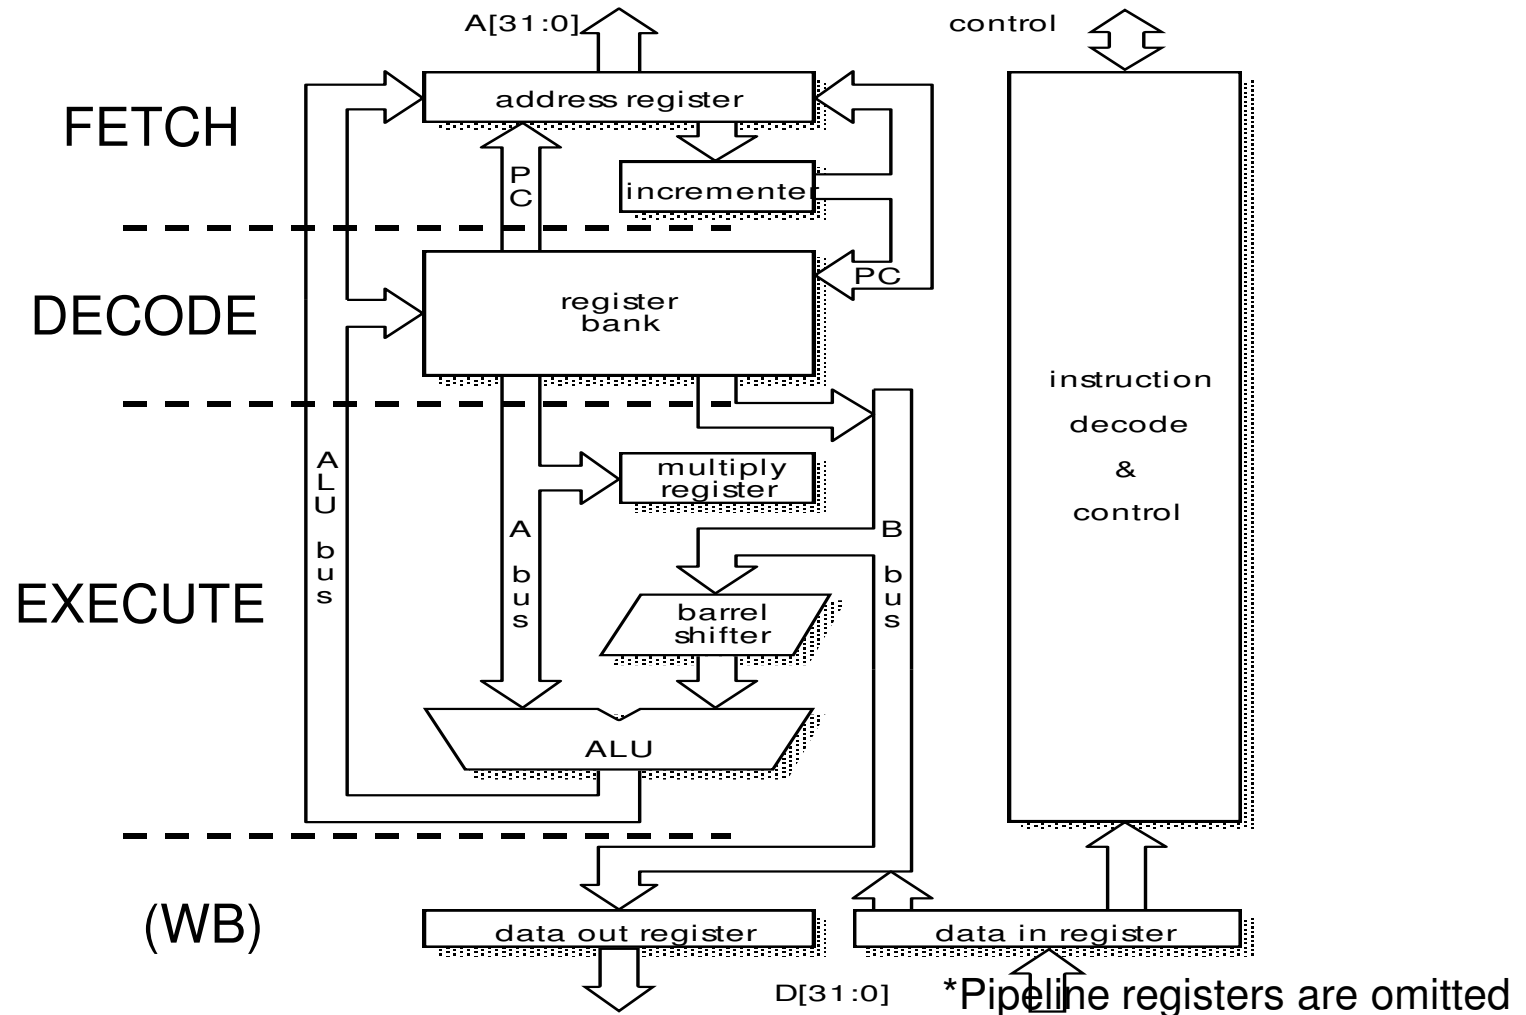 A[31:0]
control
address register
FETCH
P
C
incrementer
PC
DECODE
register
bank
instruction
decode
&
control
A
L
U
b
u
s
multiply
register
A
b
u
s
B
b
u
s
EXECUTE
barrel
shifter
ALU
(WB)
data out register
data in register
D[31:0]
*Pipeline registers are omitted